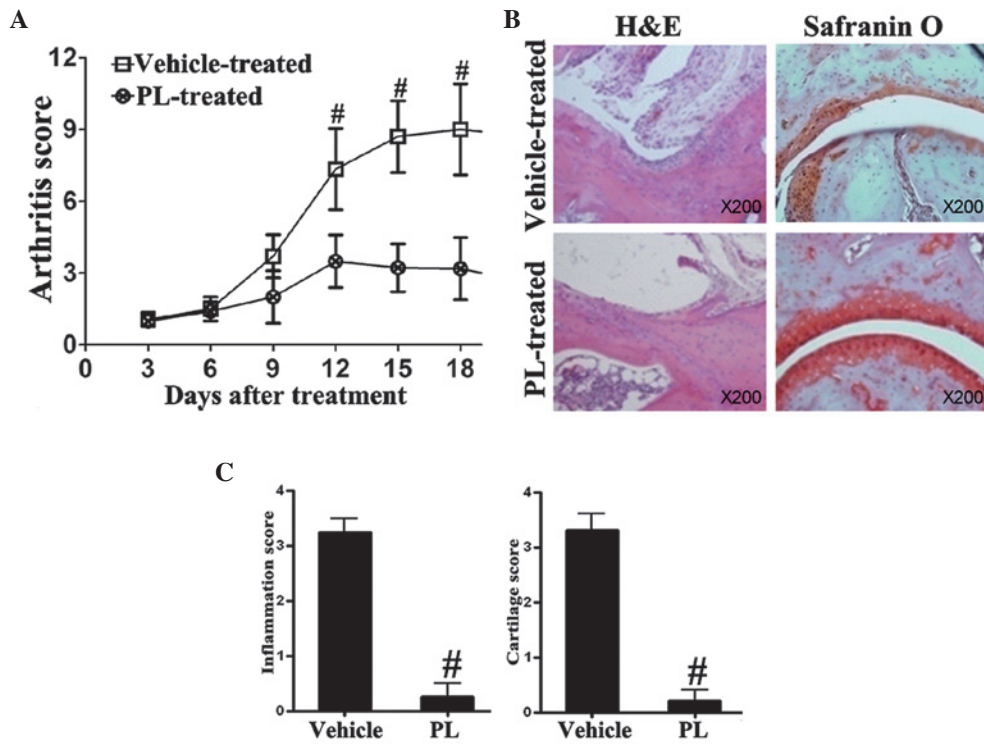 A
Arthritis score
12
9
6
3
0
Vehicle-treated
PL-treated
#
#
#
0
3
6
9
12
15
18
Days after treatment
B
H&E
Safranin O
Vehicle-treated
X200
X200
PL-treated
X200
X200
C
Inflammation score
4
3
2
1
0
#
Vehicle
PL
Cartilage score
4
3
2
1
0
#
Vehicle
PL